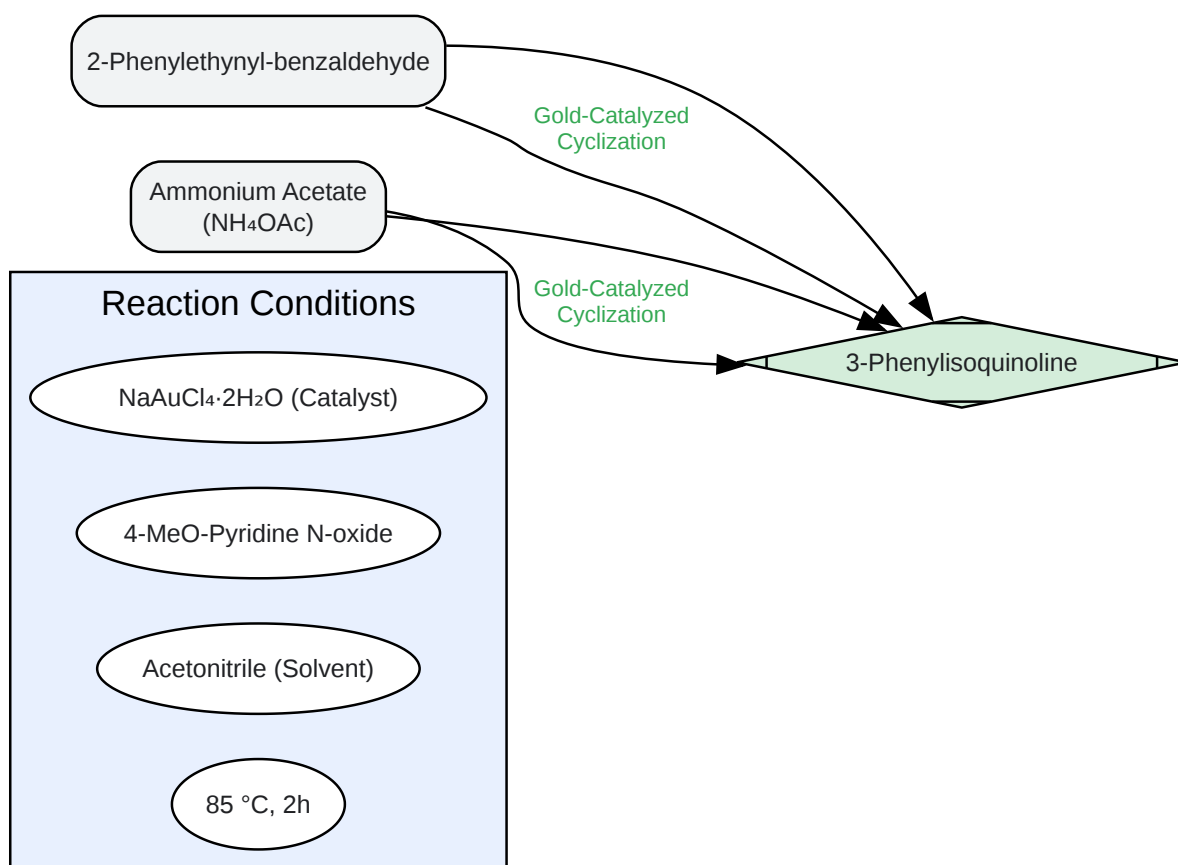 2-Phenylethynyl-benzaldehyde
Gold-Catalyzed
Cyclization
Ammonium Acetate
(NH₄OAc)
Gold-Catalyzed
Cyclization
3-Phenylisoquinoline
Reaction Conditions
NaAuCl₄·2H₂O (Catalyst)
4-MeO-Pyridine N-oxide
Acetonitrile (Solvent)
85 °C, 2h